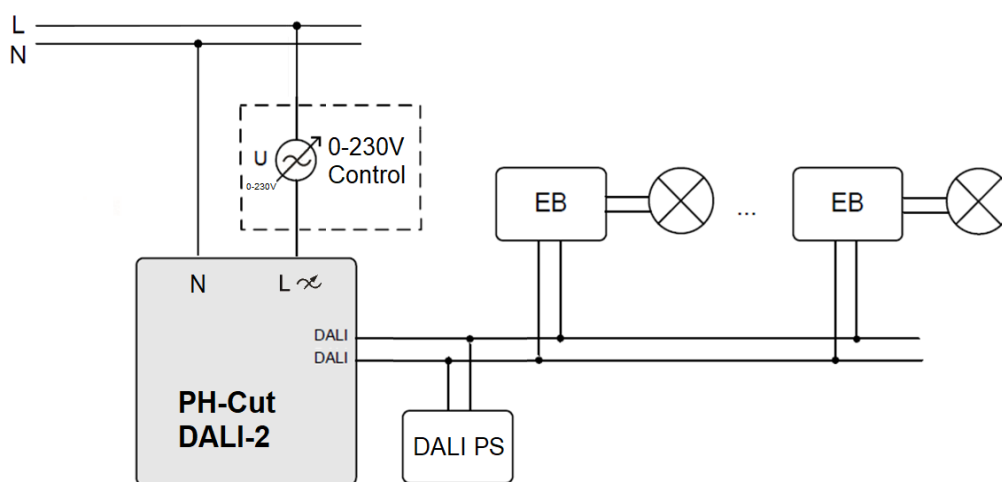 L
N
U
0-230V
0-230V
Control
EB
...
EB
N
L
DALI
DALI
PH-Cut
DALI-2
DALI PS